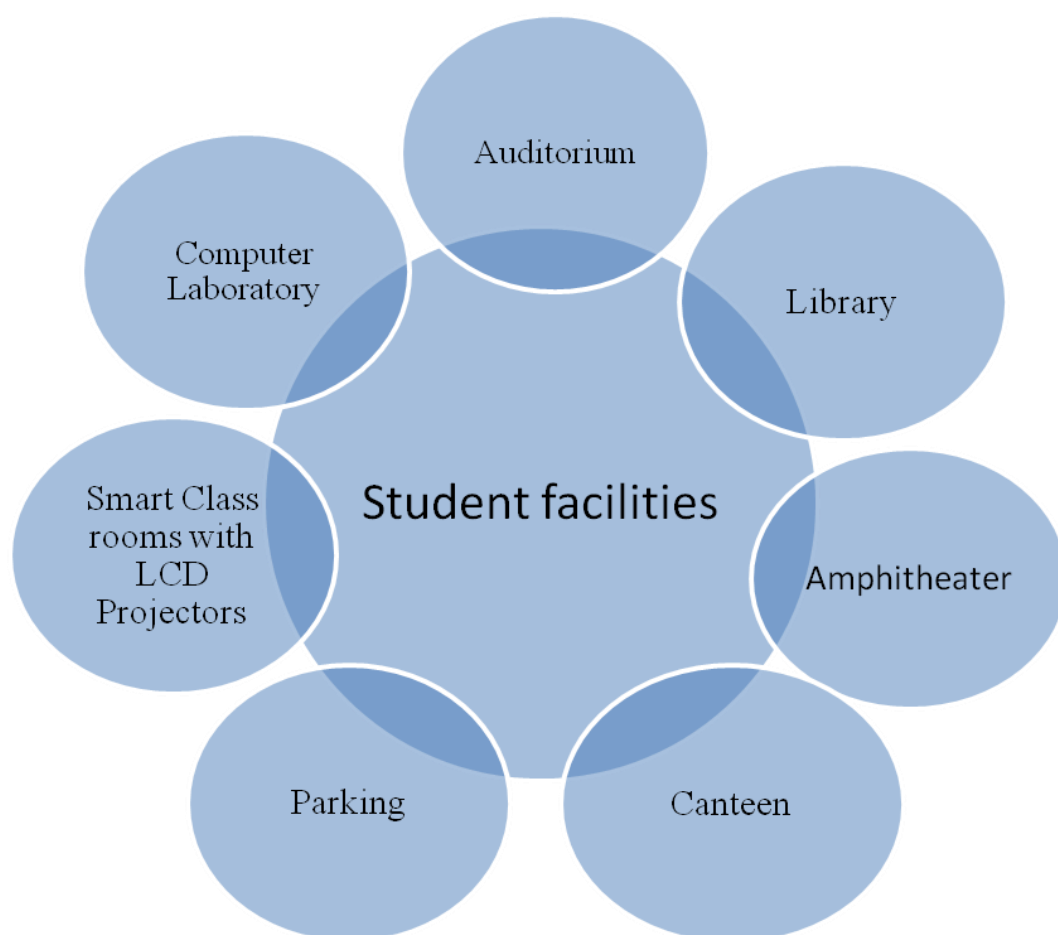 Auditorium
Computer
Laboratory
Library
Student facilities
Smart Class
rooms with
LCD
Projectors
Amphitheater
Parking
Canteen